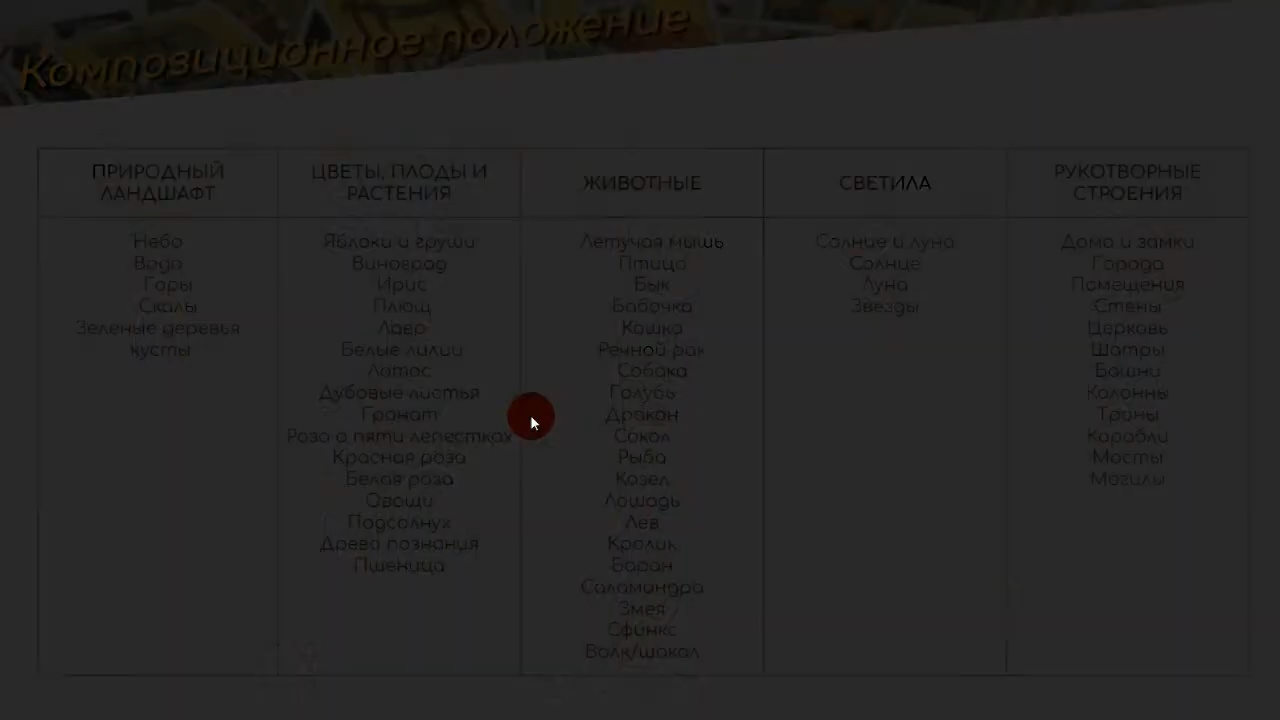 Композиционное положение
ПРИРОДНЫЙ
ЛАНДШАФТ
Небо
Вода
Горы
Скалы
Зеленые деревья
кусты
ЦВЕТЫ, ПЛОДЫ И
РАСТЕНИЯ
Яблоки и груши
Виноград
Ирис
Плющ
Лавр
Белые лилии
Лотос
Дубовые листья
Гранат
Роза о пяти лепестках
Красная роза
Белая роза
Овощи
Подсолнух
Древо познания
Пшеница
ЖИВОТНЫЕ
Летучая мышь
Птица
Бык
Бабочка
Кошка
Речной рак
Собака
Голубь
Дракон
Сокол
Рыба
Козел
Лошадь
Лев
Кролик
Баран
Саламандра
Змея
Сфинкс
Волк/шакал
СВЕТИЛА
Солнце и луна
Солнце
Луна
Звезды
РУКОТВОРНЫЕ
СТРОЕНИЯ
Дома и замки
Города
Помещения
Стены
Церковь
Шатры
Башни
Колонны
Троны
Корабли
Мосты
Могилы